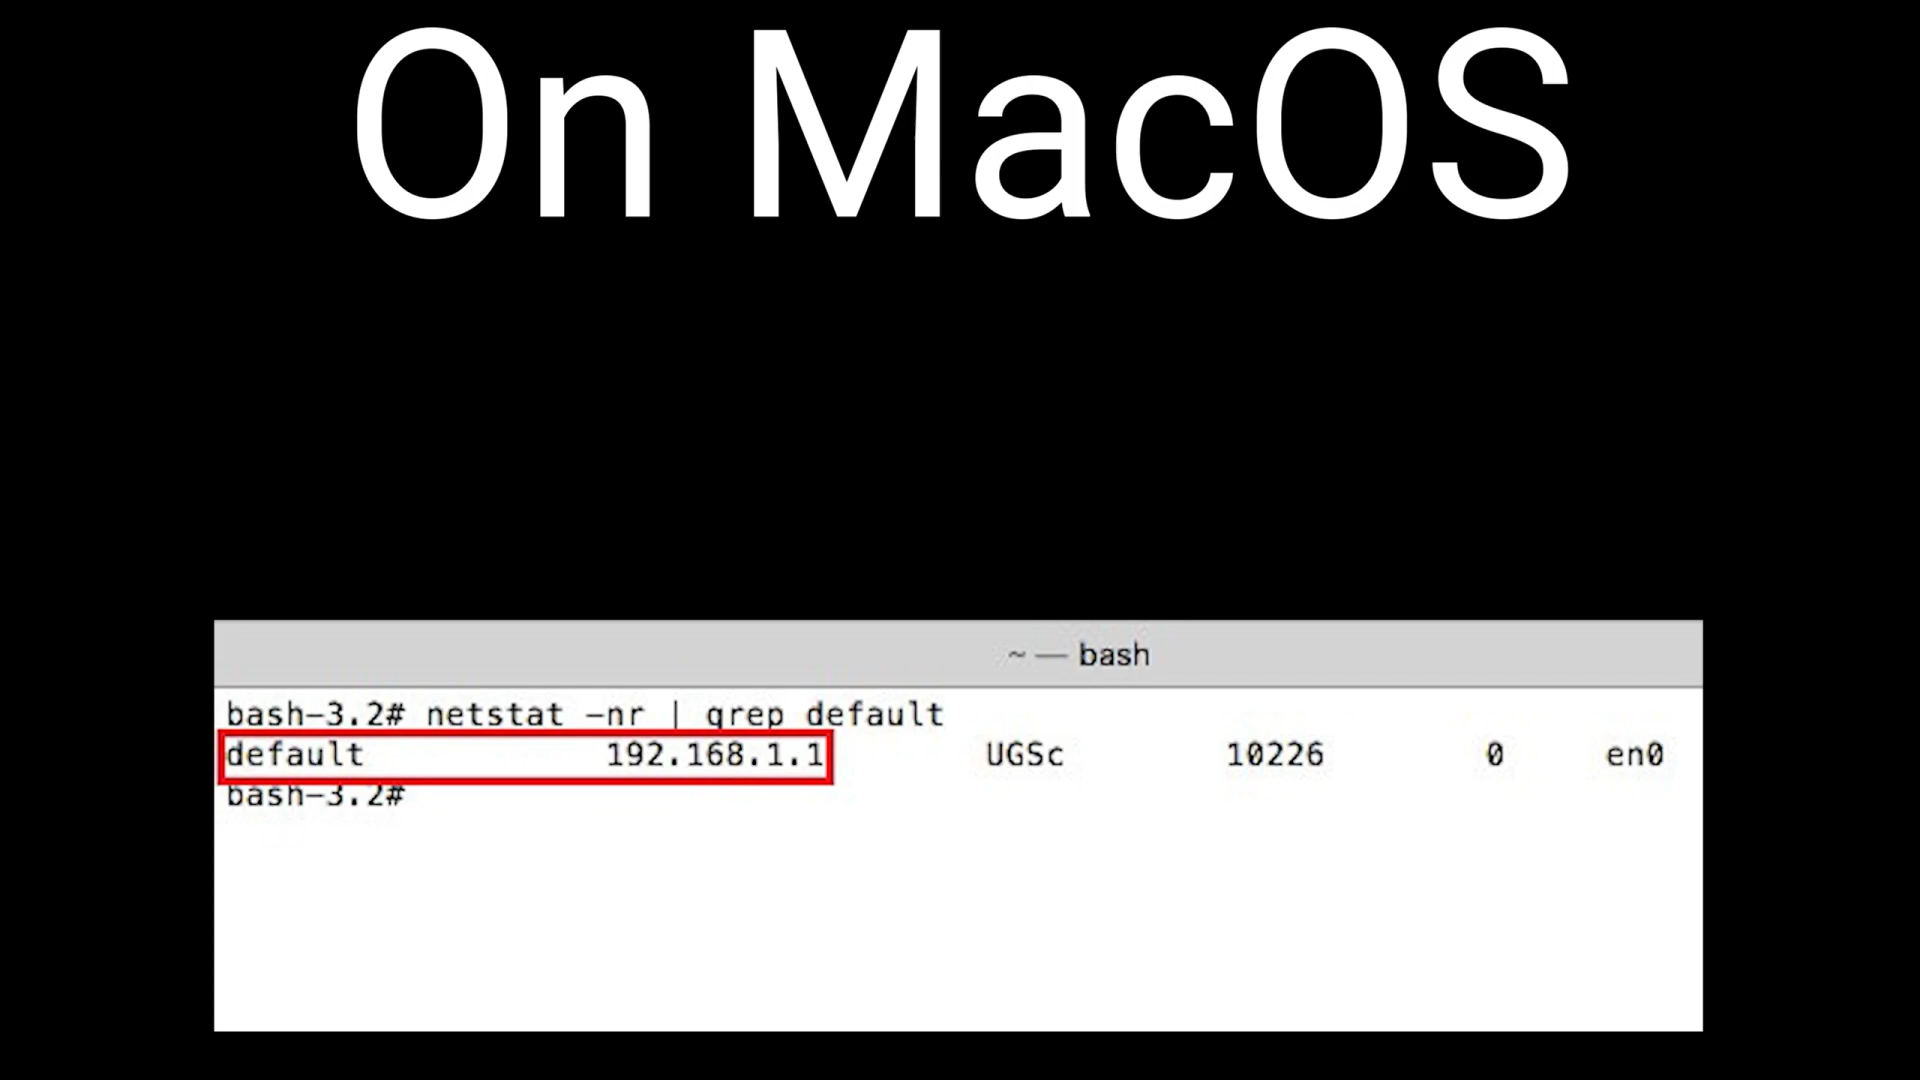 On MacOS
~ — bash
bash-3.2# netstat -nr | grep default
default 192.168.1.1 UGSc 10226 0 en0
bash-3.2#